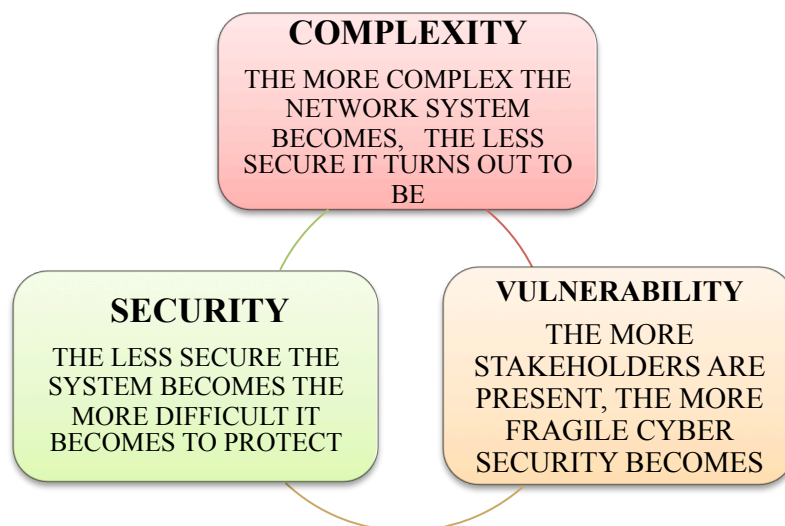 COMPLEXITY
THE MORE COMPLEX THE
NETWORK SYSTEM
BECOMES, THE LESS
SECURE IT TURNS OUT TO
BE
SECURITY
THE LESS SECURE THE
SYSTEM BECOMES THE
MORE DIFFICULT IT
BECOMES TO PROTECT
VULNERABILITY
THE MORE
STAKEHOLDERS ARE
PRESENT, THE MORE
FRAGILE CYBER
SECURITY BECOMES